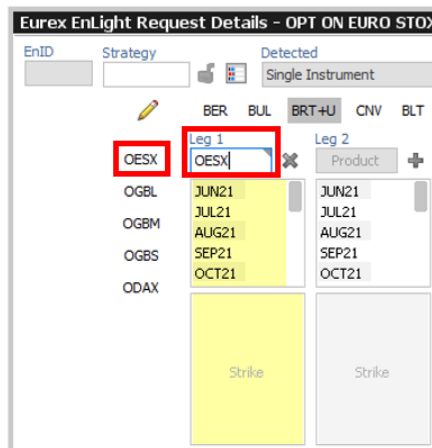 Eurex EnLight Request Details - OPT ON EURO STOX
EnID Strategy Detected
Single Instrument
BER BUL BRT+U CNV BLT
Leg 1 Leg 2
OESX OESX Product
OGBL
OGBM
OGBS
ODAX
JUN21 JUN21
JUL21 JUL21
AUG21 AUG21
SEP21 SEP21
OCT21 OCT21
Strike Strike